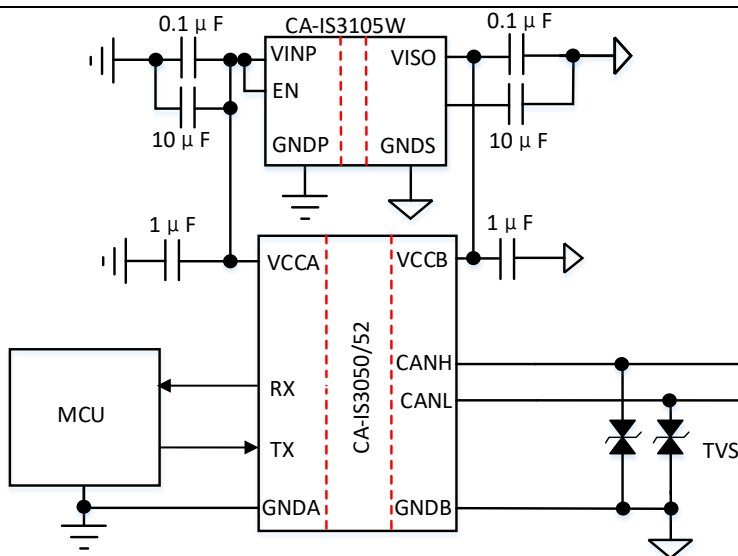 CA-IS3105W
0.1 μ F
0.1 μ F
VINP
VISO
EN
10 μ F
10 μ F
GNDP
GNDS
1 μ F
1 μ F
VCCA
VCCB
CA-IS3050/52
CANH
RX
CANL
MCU
TX
TVS
GNDA
GNDB